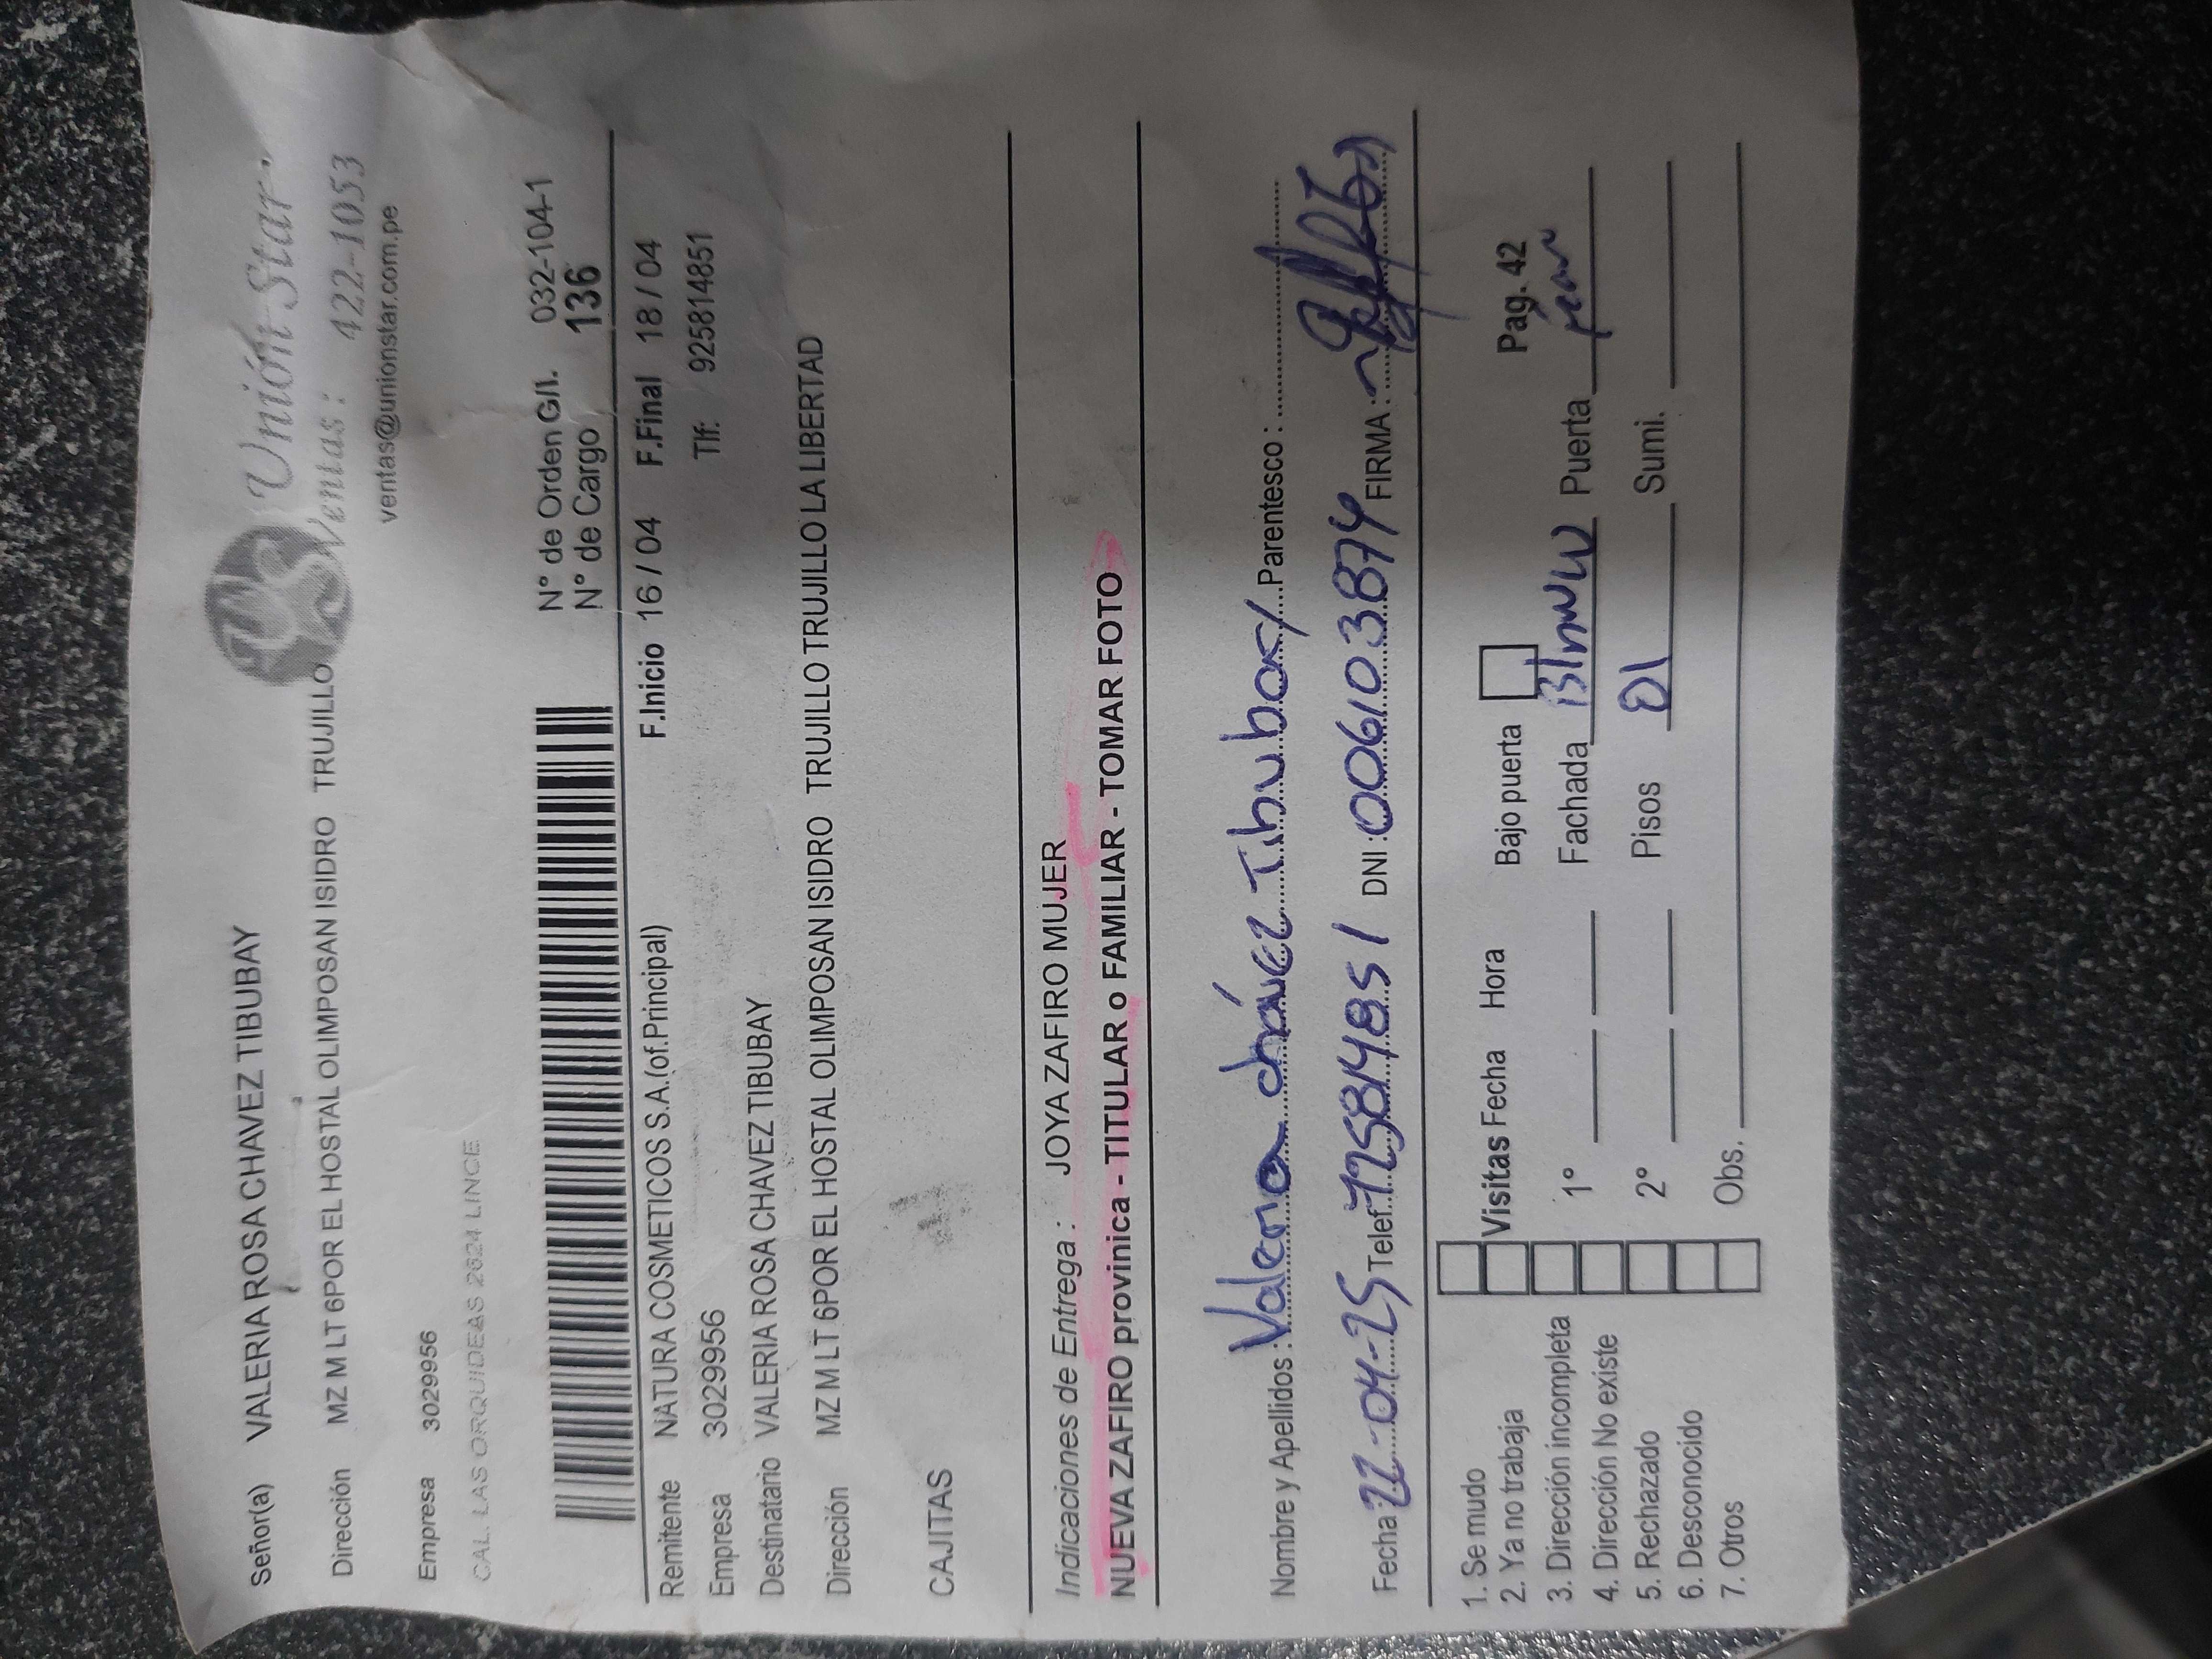 Señor(a) VALERIA ROSA CHAVEZ TIBUBAY
Unión Star
Dirección MZ M LT 6POR EL HOSTAL OLIMPOSAN ISIDRO TRUJILLO
Ventas : 422-1053
ventas@unionstar.com.pe
Empresa 3029956
CAL. LAS ORQUIDEAS 2624 LINCE
N° de Orden G/I. 032-104-1
N° de Cargo 136
Remitente NATURA COSMETICOS S.A.(of.Principal) F.Inicio 16 / 04 F.Final 18 / 04
Empresa 3029956 Tlf: 925814851
Destinatario VALERIA ROSA CHAVEZ TIBUBAY
Dirección MZ M LT 6POR EL HOSTAL OLIMPOSAN ISIDRO TRUJILLO TRUJILLO TRUJILLO LA LIBERTAD
CAJITAS
Indicaciones de Entrega : JOYA ZAFIRO MUJER
NUEVA ZAFIRO provinica - TITULAR o FAMILIAR - TOMAR FOTO
Nombre y Apellidos : Valeria chávez Tibubay Parentesco :
Fecha 22-04-25 Telef. 925814851 DNI : 006103874 FIRMA :
1. Se mudo
2. Ya no trabaja
3. Dirección incompleta
4. Dirección No existe
5. Rechazado
6. Desconocido
7. Otros
Visitas Fecha Hora Bajo puerta Pag. 42
1° Fachada Puerta
2° Pisos 01 Sumi.
Obs.